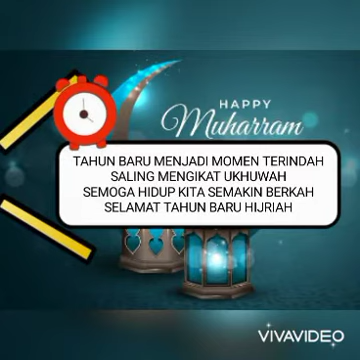 HAPPY
Muharram
TAHUN BARU MENJADI MOMEN TERINDAH
SALING MENGIKAT UKHUWAH
SEMOGA HIDUP KITA SEMAKIN BERKAH
SELAMAT TAHUN BARU HIJRIAH
VIVAVIDEO